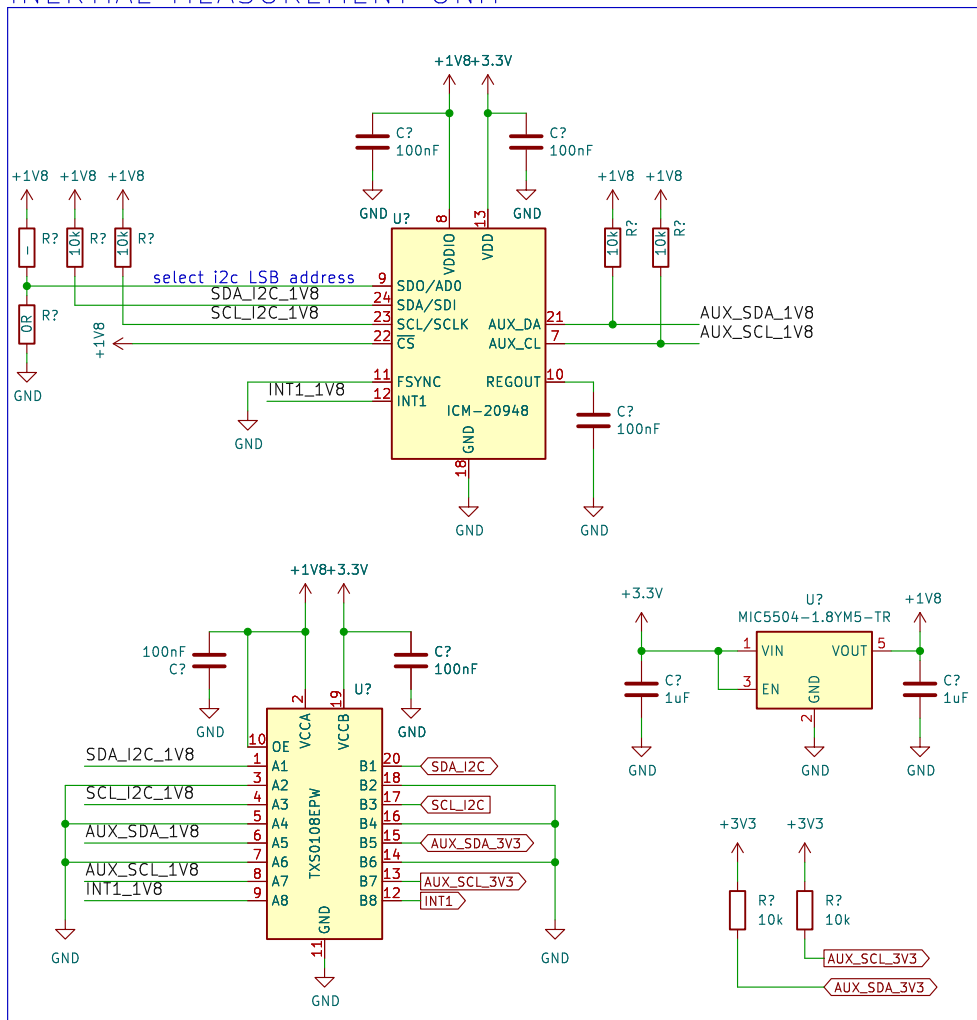 INERTIAL MEASUREMENT UNIT
+1V8 +3.3V
C?
100nF
C?
100nF
GND
GND
+1V8 +1V8 +1V8
- R?
10k R?
10k R?
0R R?
GND
+1V8
+1V8 +1V8
10k R?
10k R?
select i2c LSB address
SDA_I2C_1V8
SCL_I2C_1V8
INT1_1V8
GND
U?
8 VDDIO
13 VDD
9 SDO/AD0
24 SDA/SDI
23 SCL/SCLK
22 CS
11 FSYNC
12 INT1
AUX_DA 21
AUX_CL 7
REGOUT 10
ICM-20948
GND 18
GND
AUX_SDA_1V8
AUX_SCL_1V8
C?
100nF
GND
+1V8 +3.3V
100nF
C?
GND
C?
100nF
GND
U?
2 VCCA
19 VCCB
10 OE
1 A1
3 A2
4 A3
5 A4
6 A5
7 A6
8 A7
9 A8
B1 20
B2 18
B3 17
B4 16
B5 15
B6 14
B7 13
B8 12
TXS0108EPW
GND 11
GND
SDA_I2C_1V8
SCL_I2C_1V8
AUX_SDA_1V8
AUX_SCL_1V8
INT1_1V8
GND
SDA_I2C
SCL_I2C
AUX_SDA_3V3
AUX_SCL_3V3
INT1
GND
+3.3V
U?
MIC5504-1.8YM5-TR
+1V8
1 VIN
3 EN
VOUT 5
GND 2
C?
1uF
GND
GND
C?
1uF
GND
+3V3 +3V3
R?
10k
R?
10k
AUX_SCL_3V3
AUX_SDA_3V3